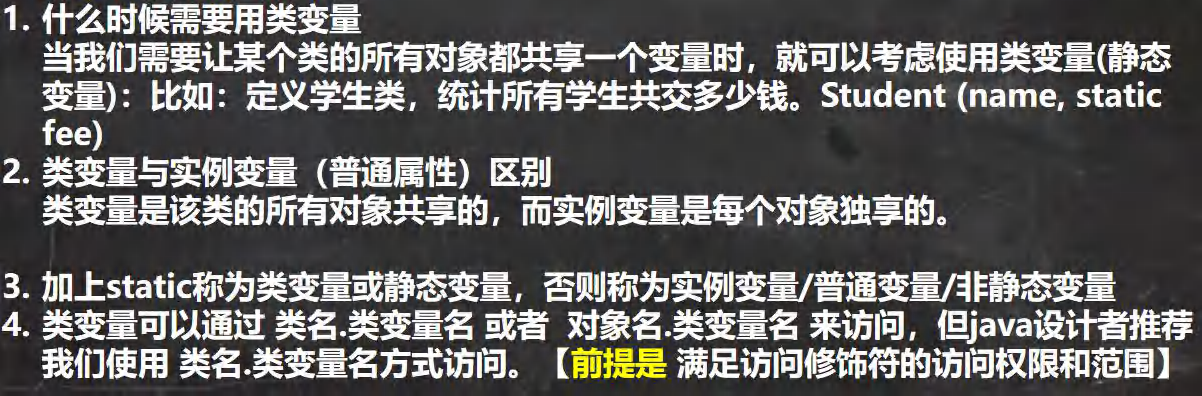 1. 什么时候需要用类变量
当我们需要让某个类的所有对象都共享一个变量时，就可以考虑使用类变量(静态
变量)：比如：定义学生类，统计所有学生共交多少钱。Student (name, static
fee)
2. 类变量与实例变量（普通属性）区别
类变量是该类的所有对象共享的，而实例变量是每个对象独享的。
3. 加上static称为类变量或静态变量，否则称为实例变量/普通变量/非静态变量
4. 类变量可以通过 类名.类变量名 或者 对象名.类变量名 来访问，但java设计者推荐
我们使用 类名.类变量名方式访问。【前提是 满足访问修饰符的访问权限和范围】